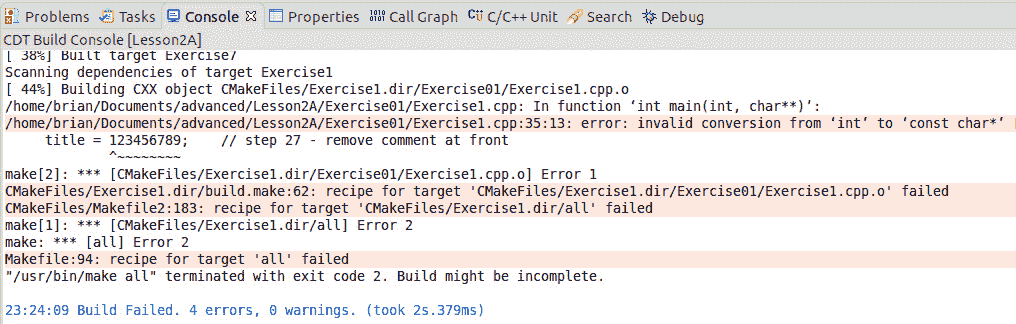 Problems Tasks Console Properties Call Graph C/C++ Unit Search Debug
CDT Build Console [Lesson2A]
[ 38%] Built target Exercise7
Scanning dependencies of target Exercise1
[ 44%] Building CXX object CMakeFiles/Exercise1.dir/Exercise01/Exercise1.cpp.o
/home/brian/Documents/advanced/Lesson2A/Exercise01/Exercise1.cpp: In function ‘int main(int, char**)’:
/home/brian/Documents/advanced/Lesson2A/Exercise01/Exercise1.cpp:35:13: error: invalid conversion from ‘int’ to ‘const char*’
     title = 123456789;    // step 27 - remove comment at front
             ^~~~~~~~~
make[2]: *** [CMakeFiles/Exercise1.dir/Exercise01/Exercise1.cpp.o] Error 1
CMakeFiles/Exercise1.dir/build.make:62: recipe for target 'CMakeFiles/Exercise1.dir/Exercise01/Exercise1.cpp.o' failed
CMakeFiles/Makefile2:183: recipe for target 'CMakeFiles/Exercise1.dir/all' failed
make[1]: *** [CMakeFiles/Exercise1.dir/all] Error 2
make: *** [all] Error 2
Makefile:94: recipe for target 'all' failed
"/usr/bin/make all" terminated with exit code 2. Build might be incomplete.
23:24:09 Build Failed. 4 errors, 0 warnings. (took 2s.379ms)